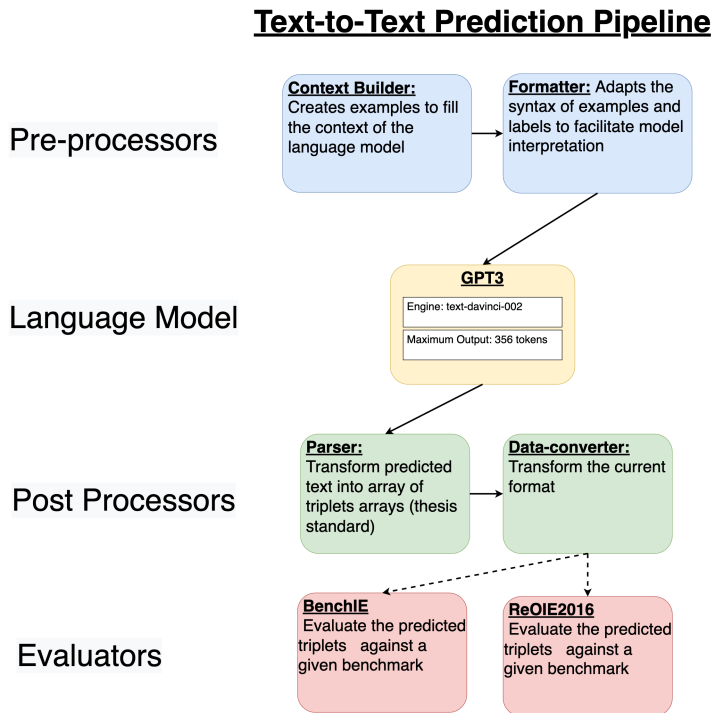 Text-to-Text Prediction Pipeline
Pre-processors
Context Builder:
Creates examples to fill
the context of the
language model
Formatter: Adapts the
syntax of examples and
labels to facilitate model
interpretation
Language Model
GPT3
Engine: text-davinci-002
Maximum Output: 356 tokens
Post Processors
Parser:
Transform predicted
text into array of
triplets arrays (thesis
standard)
Data-converter:
Transform the current
format
Evaluators
BenchIE
Evaluate the predicted
triplets against a
given benchmark
ReOIE2016
Evaluate the predicted
triplets against a
given benchmark